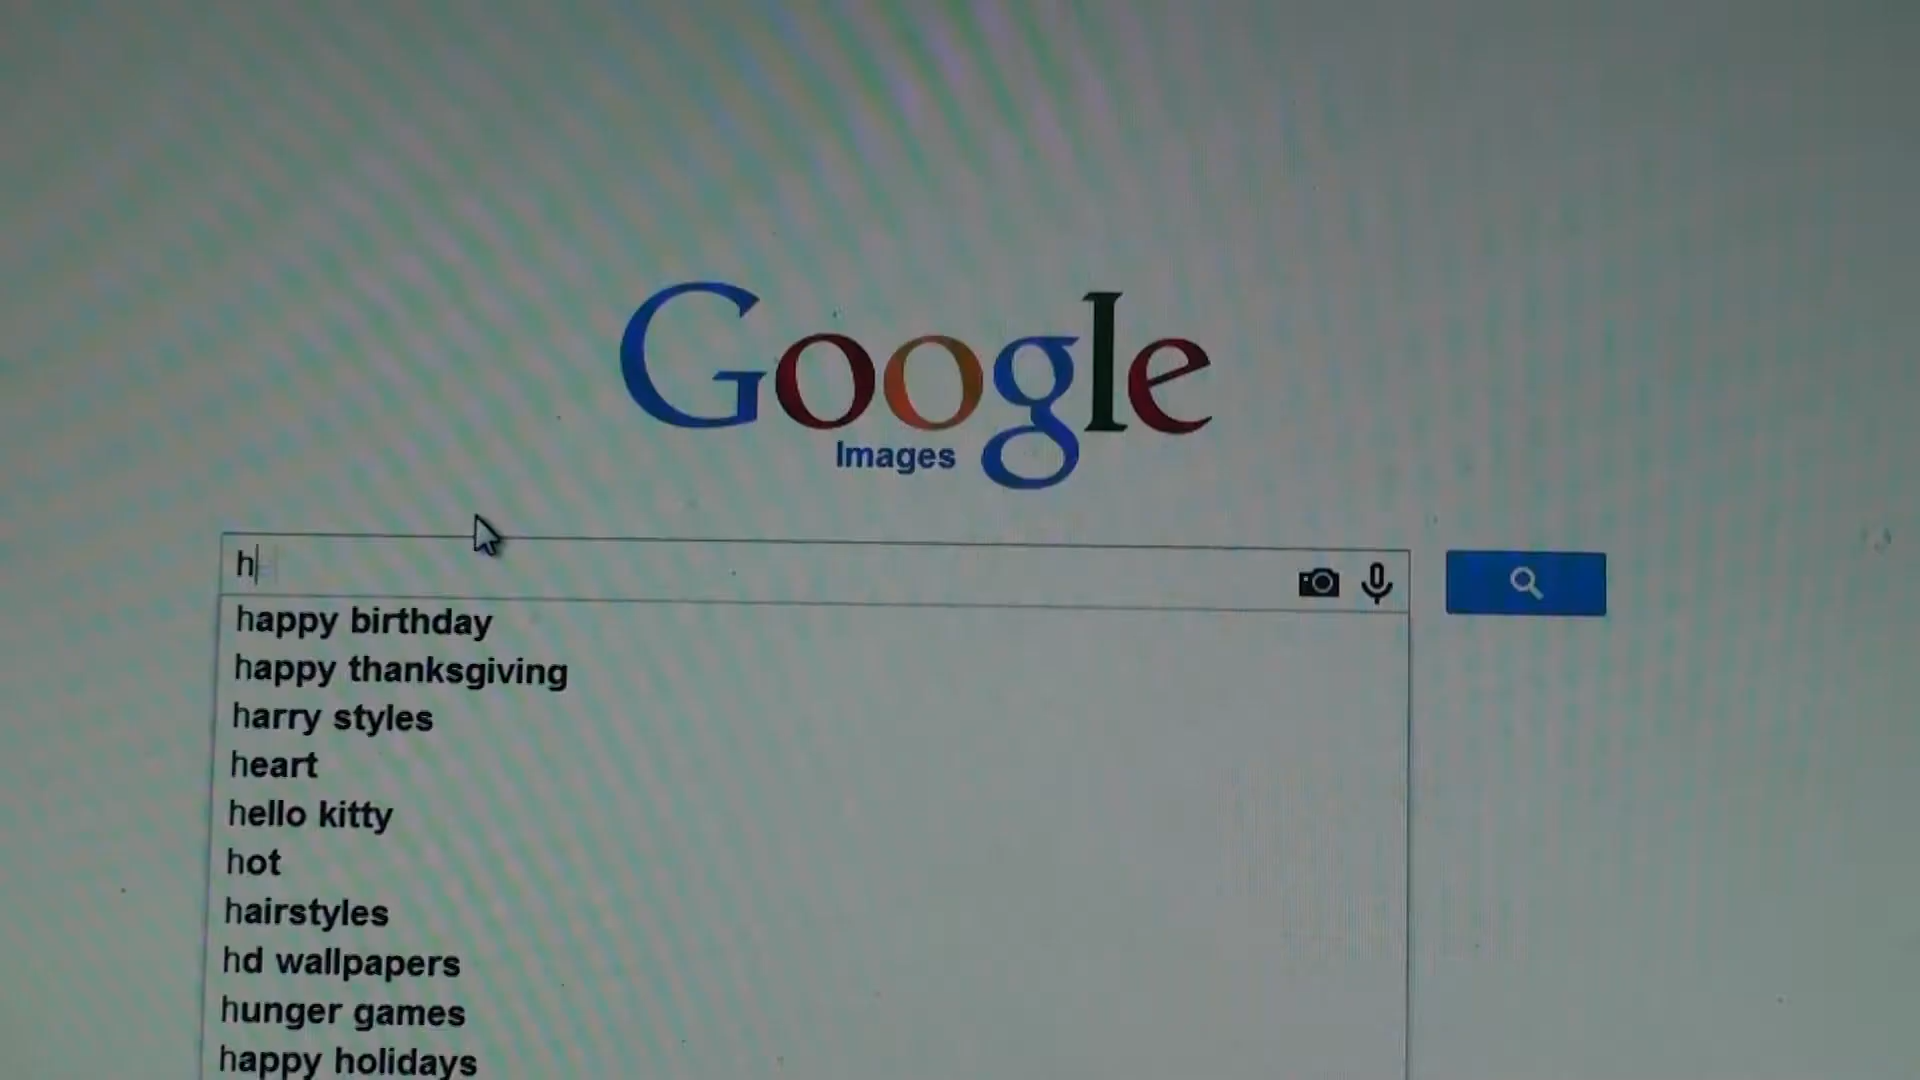 Google
Images
h
happy birthday
happy thanksgiving
harry styles
heart
hello kitty
hot
hairstyles
hd wallpapers
hunger games
happy holidays